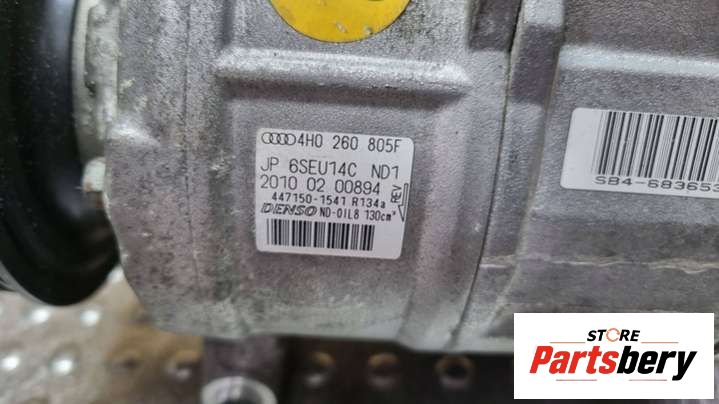 4H0 260 805F
JP 6SEU14C ND1
2010 02 00894
REV
447150-1541 R134a
DENSO ND-OIL8 130cm³
SB4-683653
STORE
Partsbery